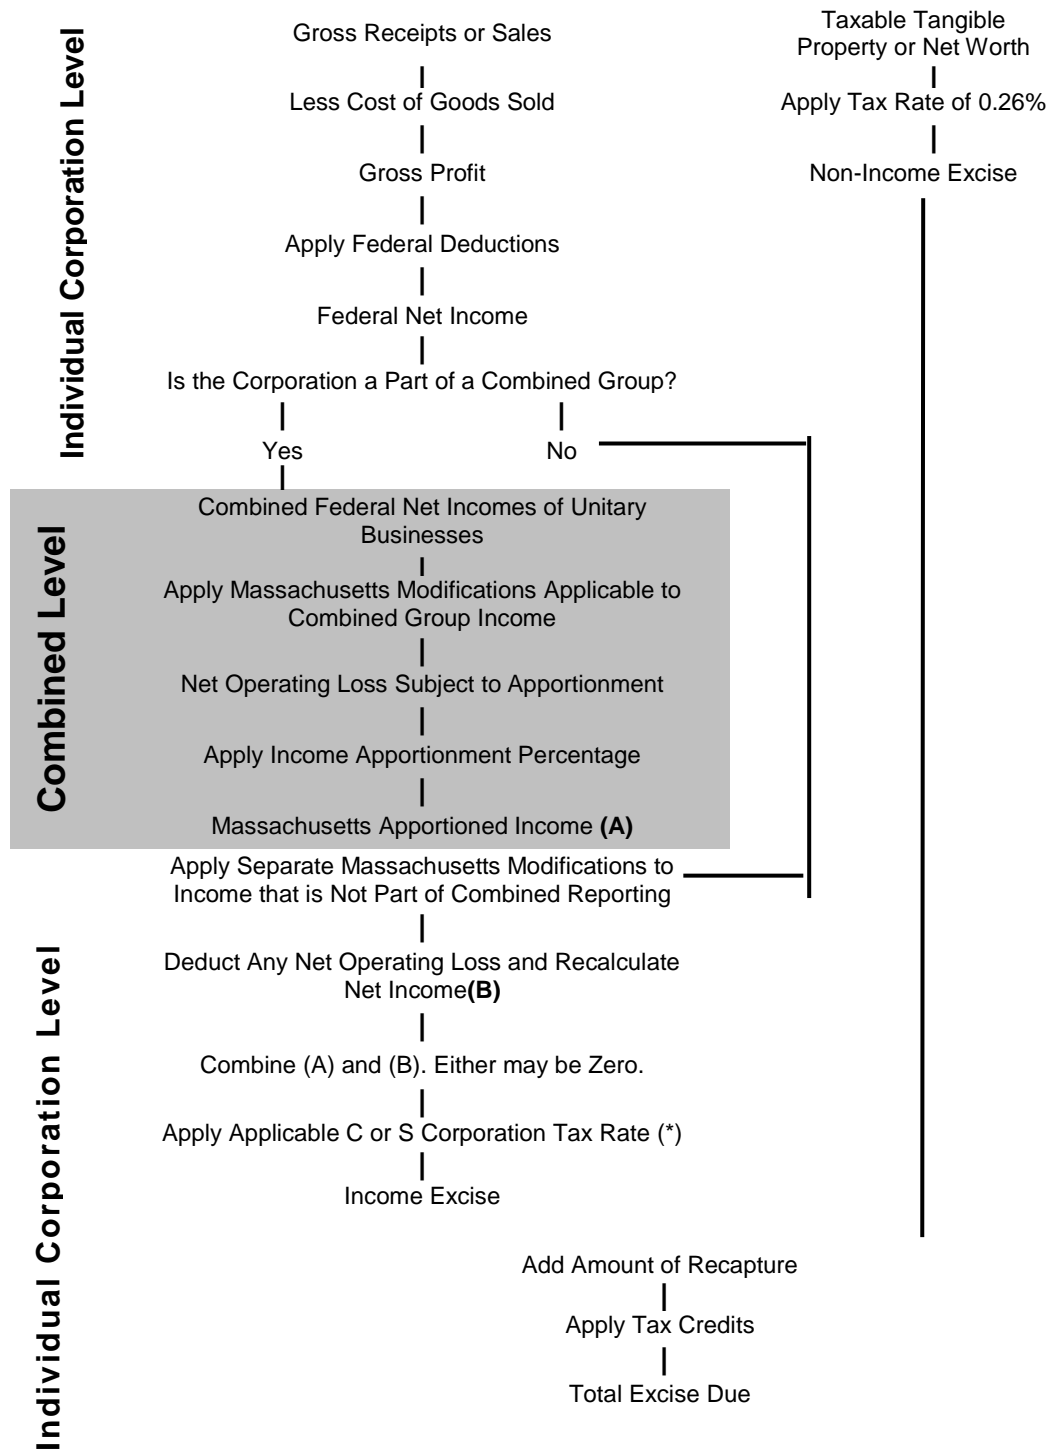 Individual Corporation Level
Gross Receipts or Sales
Less Cost of Goods Sold
Gross Profit
Apply Federal Deductions
Federal Net Income
Is the Corporation a Part of a Combined Group?
Yes
No
Taxable Tangible
Property or Net Worth
Apply Tax Rate of 0.26%
Non-Income Excise
Combined Level
Combined Federal Net Incomes of Unitary
Businesses
Apply Massachusetts Modifications Applicable to
Combined Group Income
Net Operating Loss Subject to Apportionment
Apply Income Apportionment Percentage
Massachusetts Apportioned Income (A)
Individual Corporation Level
Apply Separate Massachusetts Modifications to
Income that is Not Part of Combined Reporting
Deduct Any Net Operating Loss and Recalculate
Net Income(B)
Combine (A) and (B). Either may be Zero.
Apply Applicable C or S Corporation Tax Rate (*)
Income Excise
Add Amount of Recapture
Apply Tax Credits
Total Excise Due